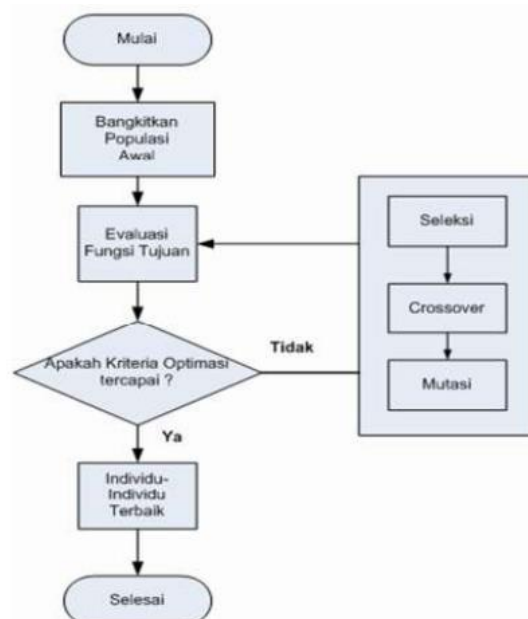 Mulai
Bangkitkan
Populasi
Awal
Evaluasi
Fungsi Tujuan
Apakah Kriteria Optimasi
tercapai ?
Tidak
Seleksi
Crossover
Mutasi
Ya
Individu-
Individu
Terbaik
Selesai